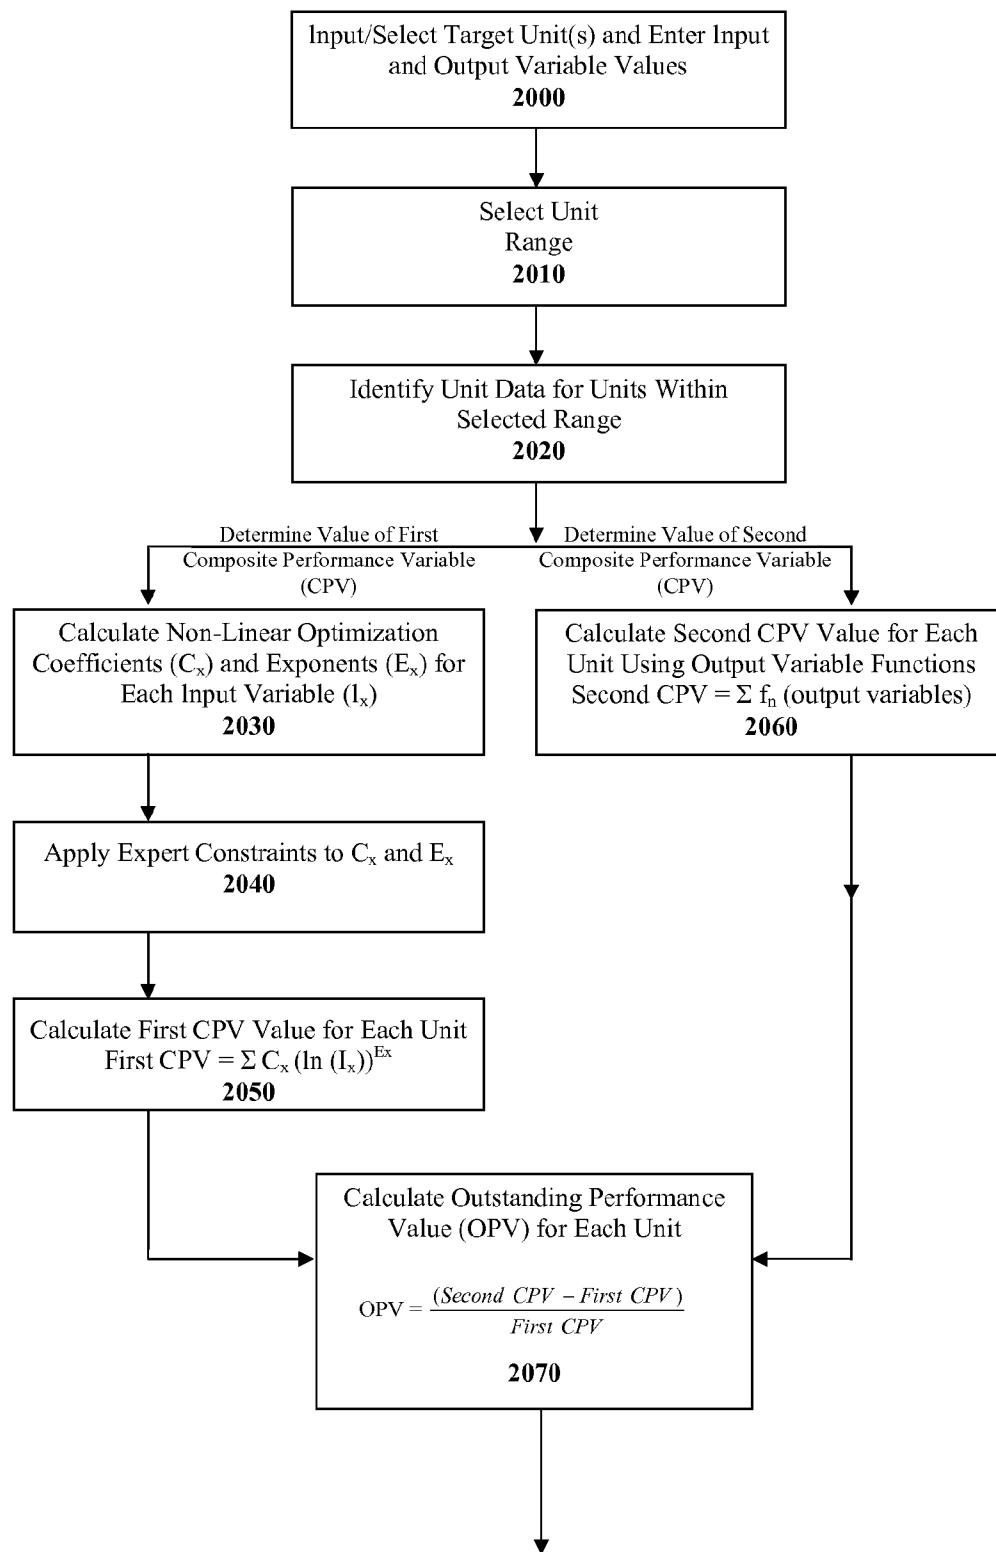 Input/Select Target Unit(s) and Enter Input
and Output Variable Values
2000
Select Unit
Range
2010
Identify Unit Data for Units Within
Selected Range
2020
Determine Value of First
Composite Performance Variable
(CPV)
Determine Value of Second
Composite Performance Variable
(CPV)
Calculate Non-Linear Optimization
Coefficients (Cx) and Exponents (Ex) for
Each Input Variable (Ix)
2030
Calculate Second CPV Value for Each
Unit Using Output Variable Functions
Second CPV = Σ fn (output variables)
2060
Apply Expert Constraints to Cx and Ex
2040
Calculate First CPV Value for Each Unit
First CPV = Σ Cx (ln (Ix))^Ex
2050
Calculate Outstanding Performance
Value (OPV) for Each Unit
OPV = (Second CPV – First CPV)
First CPV
2070